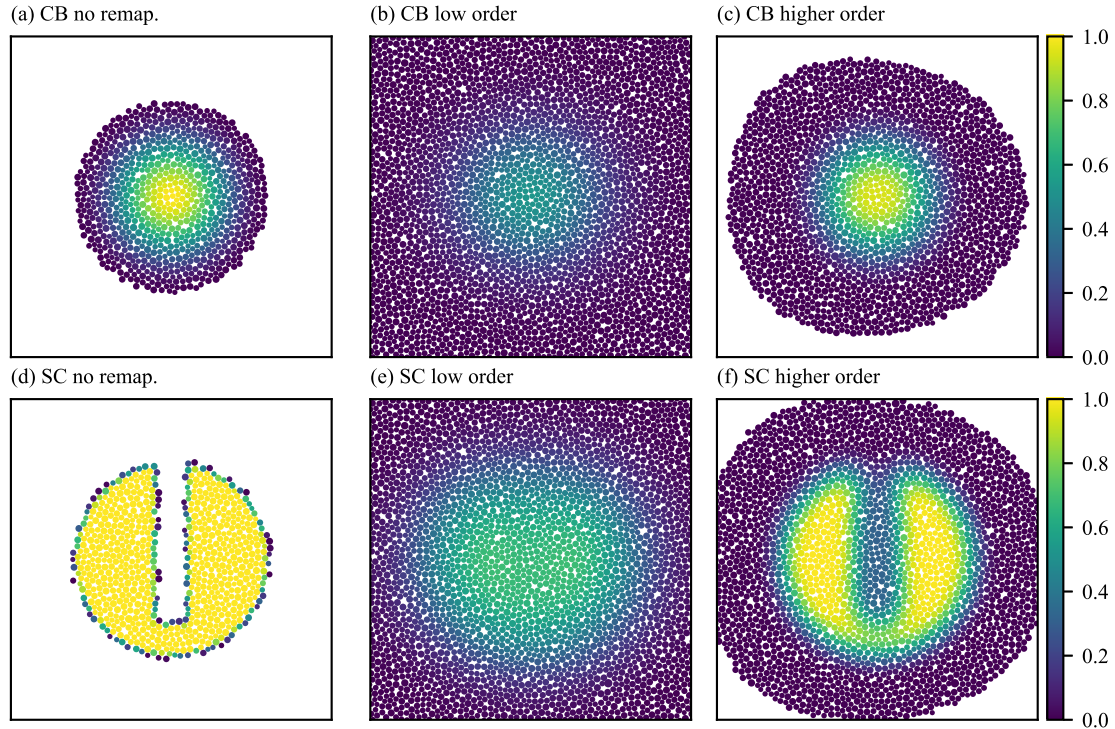 (a) CB no remap.
(b) CB low order
(c) CB higher order
1.0
0.8
0.6
0.4
0.2
0.0
(d) SC no remap.
(e) SC low order
(f) SC higher order
1.0
0.8
0.6
0.4
0.2
0.0